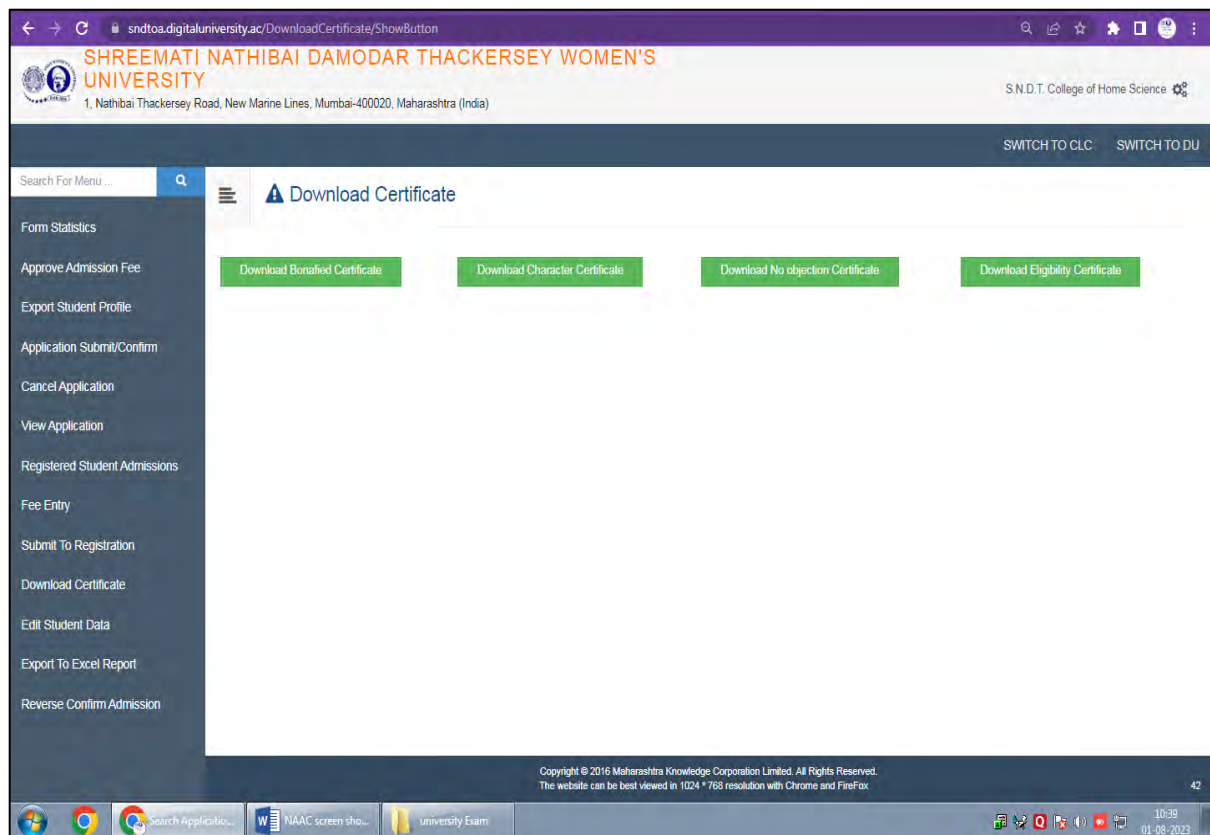 sndtoa.digitaluniversity.ac/DownloadCertificate/ShowButton
SHREEMATI NATHIBAI DAMODAR THACKERSEY WOMEN'S
UNIVERSITY
1, Nathibai Thackersey Road, New Marine Lines, Mumbai-400020, Maharashtra (India)
S.N.D.T. College of Home Science
SWITCH TO CLC SWITCH TO DU
Search For Menu ...
Download Certificate
Form Statistics
Approve Admission Fee
Export Student Profile
Application Submit/Confirm
Cancel Application
View Application
Registered Student Admissions
Fee Entry
Submit To Registration
Download Certificate
Edit Student Data
Export To Excel Report
Reverse Confirm Admission
Download Bonafied Certificate
Download Character Certificate
Download No objection Certificate
Download Eligibility Certificate
Copyright © 2016 Maharashtra Knowledge Corporation Limited. All Rights Reserved.
The website can be best viewed in 1024 * 768 resolution with Chrome and FireFox
42
Search Applicatio...
NAAC screen sho...
university Exam
10:39
01-08-2023